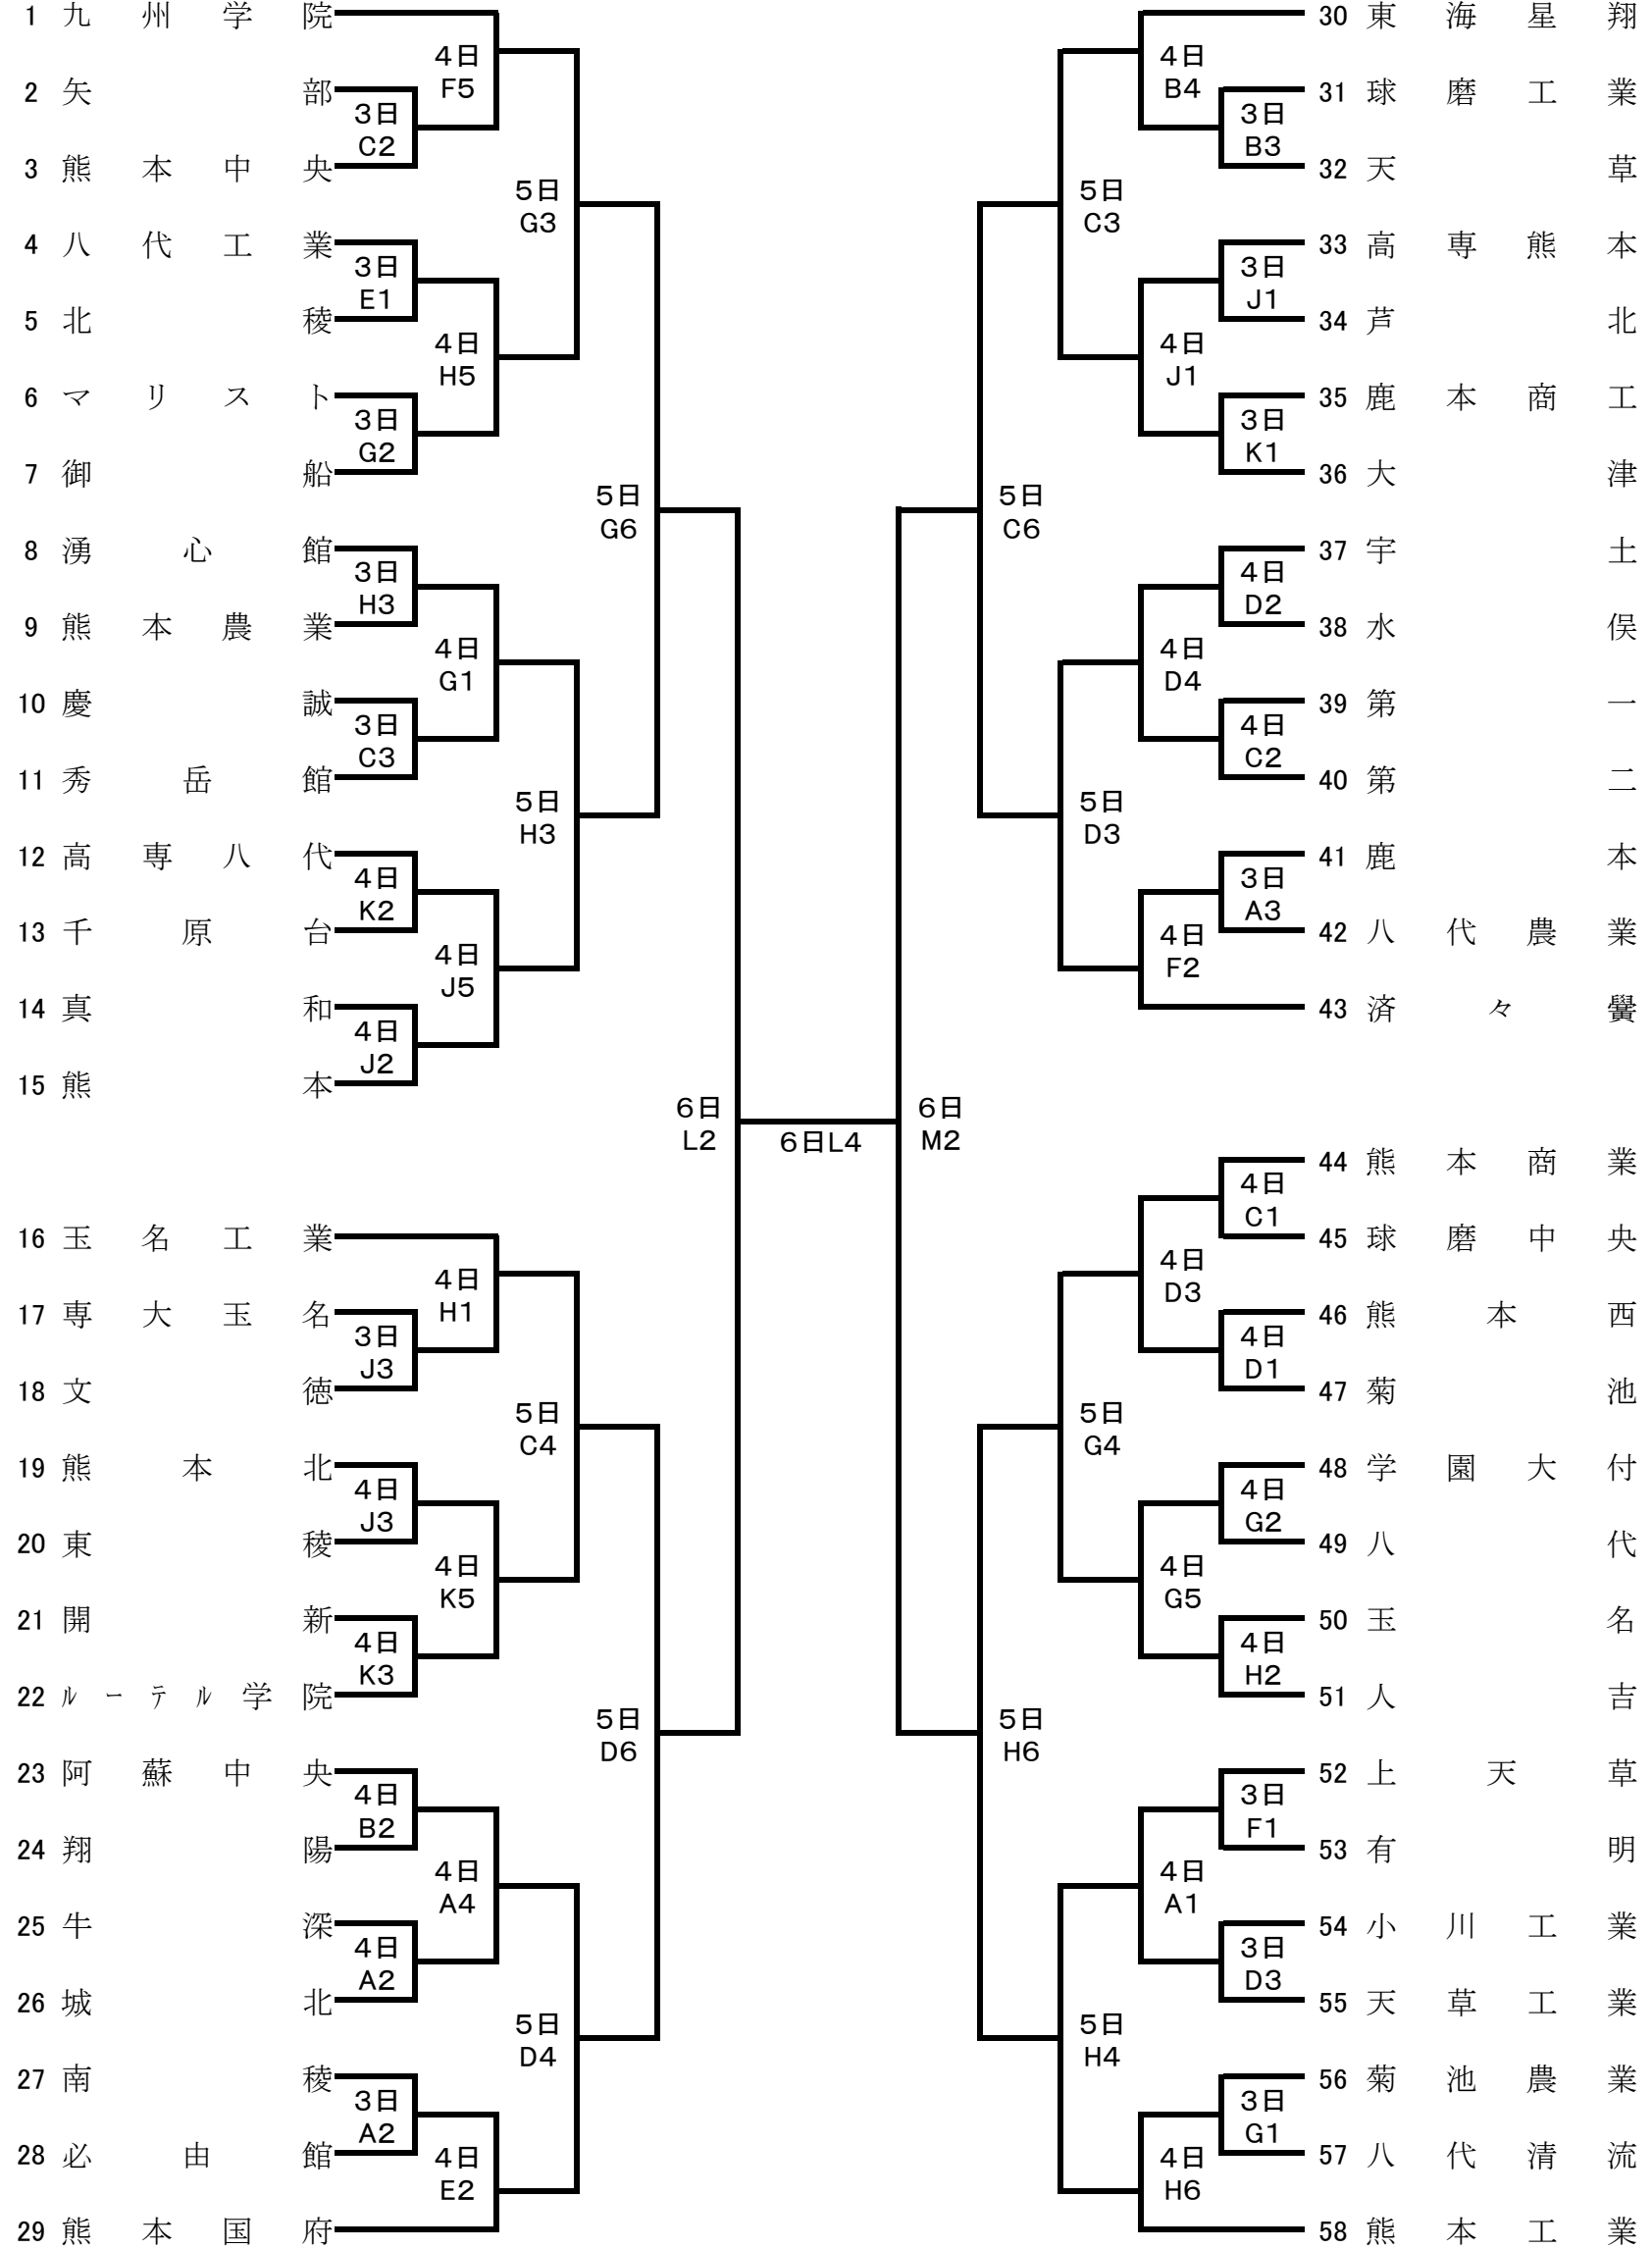 1 九州学院
4日
F5
2 矢部
3日
C2
3 熊本中央
5日
G3
4 八代工業
3日
E1
5 北稜
4日
H5
6 マリスト
3日
G2
7 御船
5日
G6
8 湧心館
3日
H3
9 熊本農業
4日
G1
10 慶誠
3日
C3
11 秀岳館
5日
H3
12 高専八代
4日
K2
13 千原台
4日
J5
14 真和
4日
J2
15 熊本
6日
L2
6日L4
16 玉名工業
4日
H1
17 専大玉名
3日
J3
18 文徳
5日
C4
19 熊本北
4日
J3
20 東稜
4日
K5
21 開新
4日
K3
22 ﾙｰﾃﾙ学院
5日
D6
23 阿蘇中央
4日
B2
24 翔陽
4日
A4
25 牛深
4日
A2
26 城北
5日
D4
27 南稜
3日
A2
28 必由館
4日
E2
29 熊本国府
30 東海星翔
4日
B4
31 球磨工業
3日
B3
32 天草
5日
C3
33 高専熊本
3日
J1
34 芦北
4日
J1
35 鹿本商工
3日
K1
36 大津
5日
C6
37 宇土
4日
D2
38 水俣
4日
D4
39 第一
4日
C2
40 第二
5日
D3
41 鹿本
3日
A3
42 八代農業
4日
F2
43 済々黌
6日
M2
44 熊本商業
4日
C1
45 球磨中央
4日
D3
46 熊本西
4日
D1
47 菊池
5日
G4
48 学園大付
4日
G2
49 八代
4日
G5
50 玉名
4日
H2
51 人吉
5日
H6
52 上天草
3日
F1
53 有明
4日
A1
54 小川工業
3日
D3
55 天草工業
5日
H4
56 菊池農業
3日
G1
57 八代清流
4日
H6
58 熊本工業